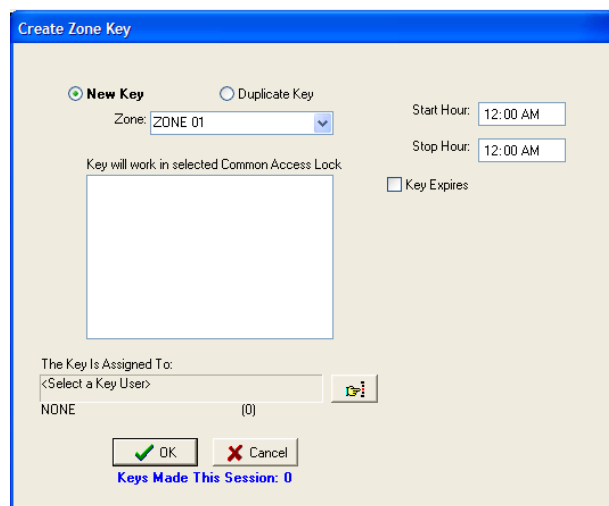 Create Zone Key
New Key
Duplicate Key
Zone: ZONE 01
Start Hour: 12:00 AM
Stop Hour: 12:00 AM
Key Expires
Key will work in selected Common Access Lock
The Key Is Assigned To:
<Select a Key User>
NONE (0)
OK
Cancel
Keys Made This Session: 0